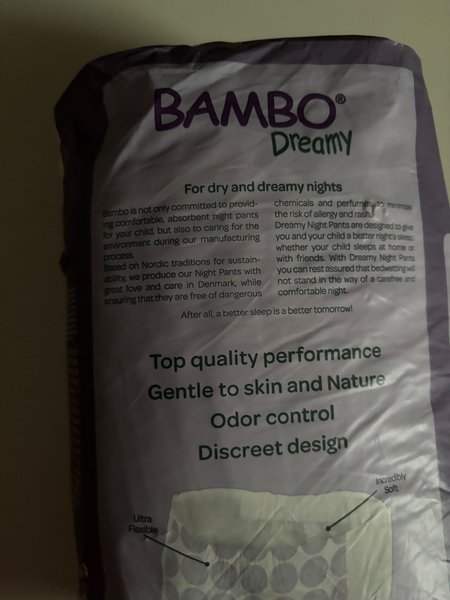 BAMBO®
Dreamy
For dry and dreamy nights
Bambo is not only committed to provid-
ing comfortable, absorbent night pants
for your child, but also to caring for the
environment during our manufacturing
process.
Based on Nordic traditions for sustain-
ability, we produce our Night Pants with
great love and care in Denmark, while
ensuring that they are free of dangerous
chemicals and perfumes to minimize
the risk of allergy and rash.
Dreamy Night Pants are designed to give
you and your child a better night's sleep,
whether your child sleeps at home or
with friends. With Dreamy Night Pants
you can rest assured that bedwetting will
not stand in the way of a carefree and
comfortable night.
After all, a better sleep is a better tomorrow!
Top quality performance
Gentle to skin and Nature
Odor control
Discreet design
Incredibly
Soft
Ultra
Flexible